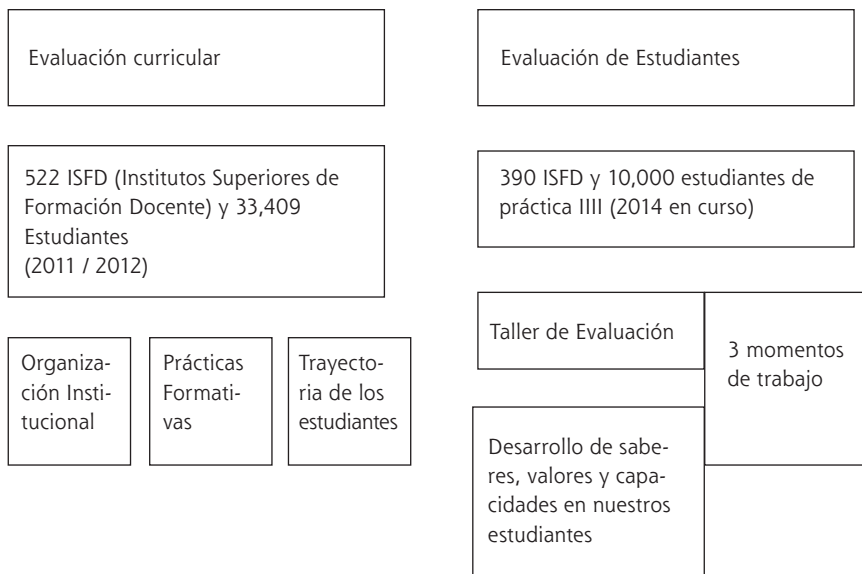 Evaluación curricular
522 ISFD (Institutos Superiores de
Formación Docente) y 33,409
Estudiantes
(2011 / 2012)
Organiza-
ción Insti-
tucional
Prácticas
Formati-
vas
Trayecto-
ria de los
estudiantes
Evaluación de Estudiantes
390 ISFD y 10,000 estudiantes de
práctica IIII (2014 en curso)
Taller de Evaluación
3 momentos
de trabajo
Desarrollo de sabe-
res, valores y capa-
cidades en nuestros
estudiantes